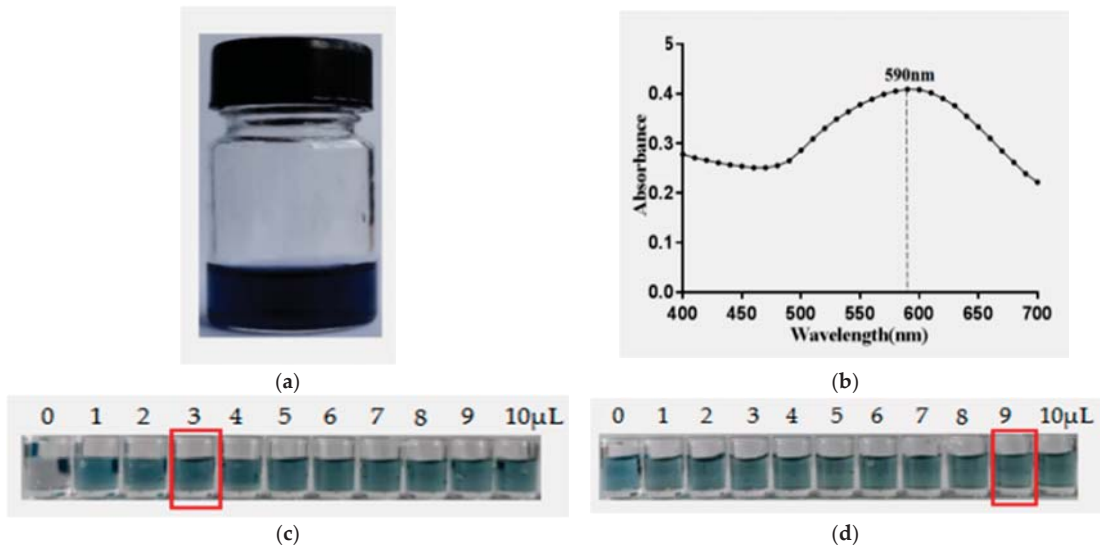 5
590nm
0.4
0.3
0.2
0.1
0.0
Absorbance
400 450 500 550 600 650 700
Wavelength(nm)
(a)
(b)
0 1 2 3 4 5 6 7 8 9 10μL
0 1 2 3 4 5 6 7 8 9 10μL
(c)
(d)